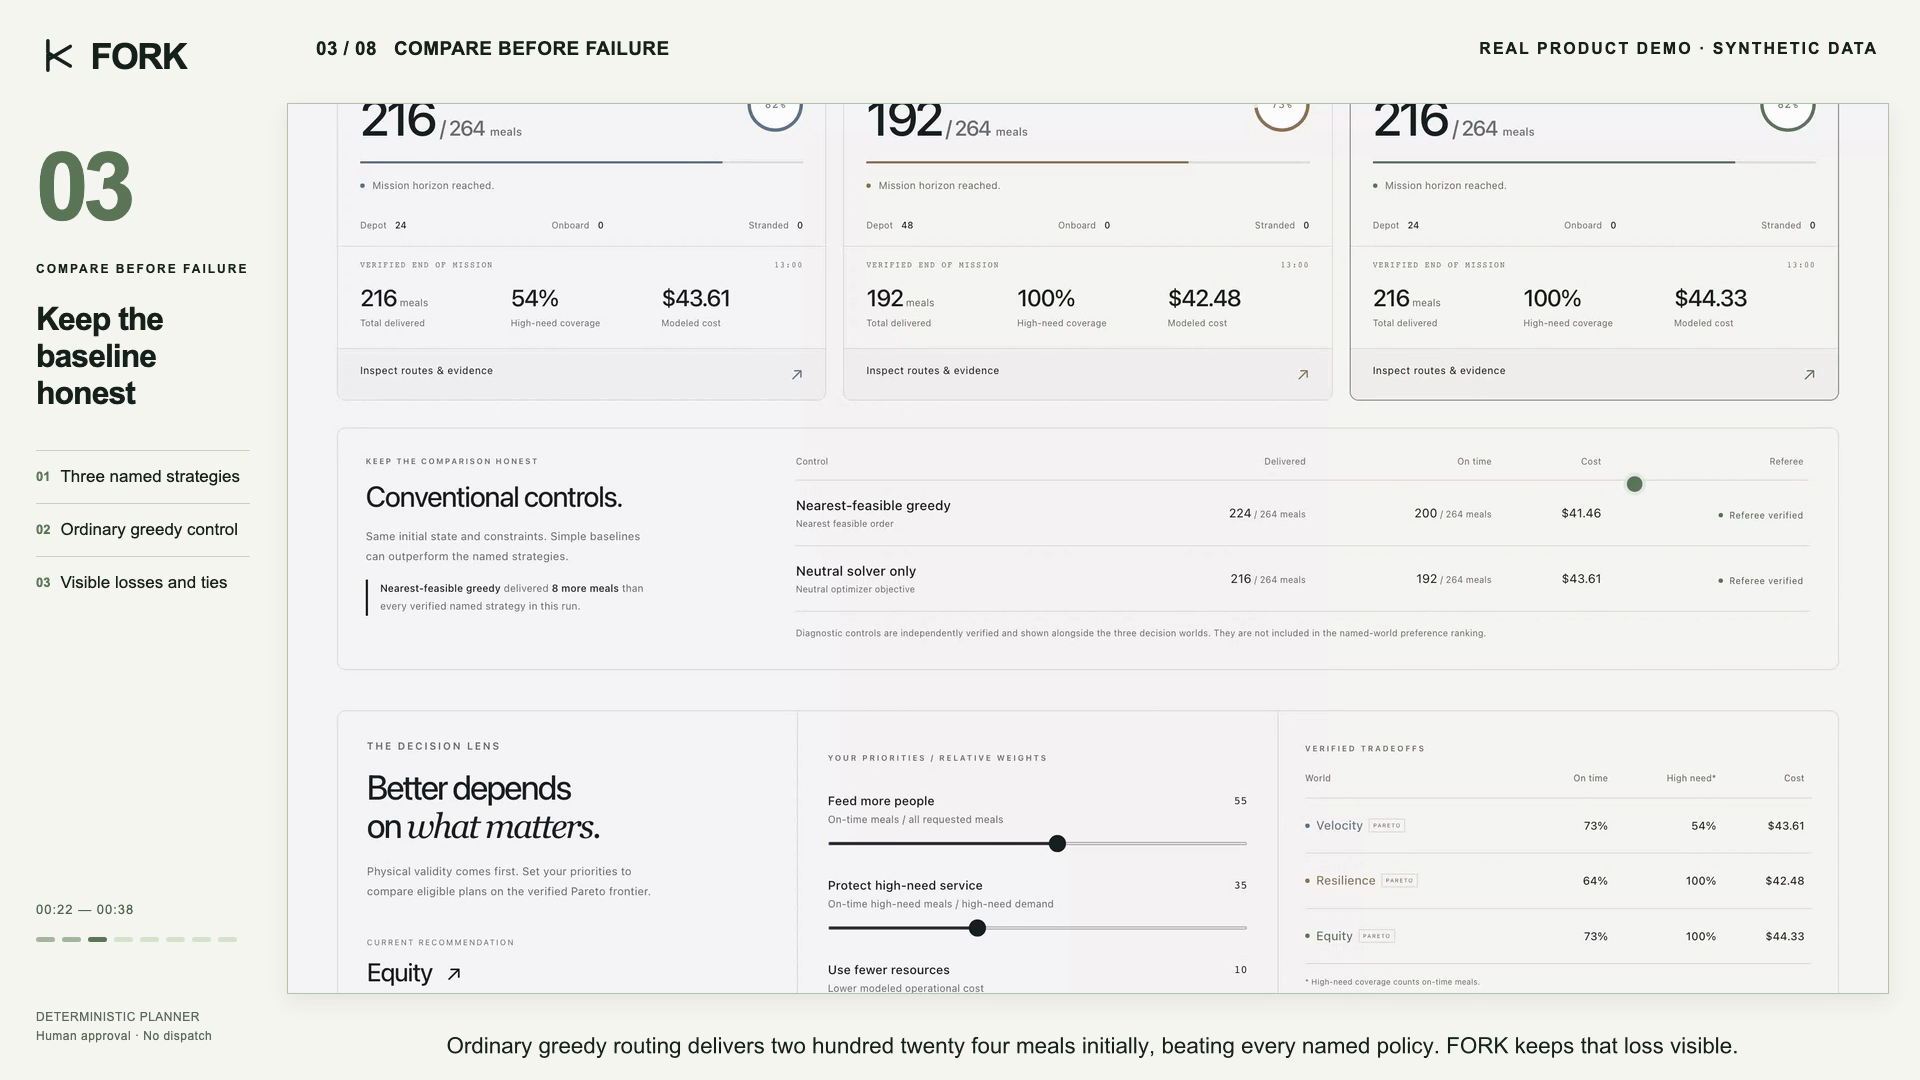 FORK
03 / 08 COMPARE BEFORE FAILURE
REAL PRODUCT DEMO · SYNTHETIC DATA
03
COMPARE BEFORE FAILURE
Keep the
baseline
honest
01 Three named strategies
02 Ordinary greedy control
03 Visible losses and ties
00:22 — 00:38
DETERMINISTIC PLANNER
Human approval · No dispatch
216 / 264 meals 82%
Mission horizon reached.
Depot 24 Onboard 0 Stranded 0
VERIFIED END OF MISSION 13:00
216 meals 54% $43.61
Total delivered High-need coverage Modeled cost
Inspect routes & evidence ↗
192 / 264 meals 73%
Mission horizon reached.
Depot 48 Onboard 0 Stranded 0
VERIFIED END OF MISSION 13:00
192 meals 100% $42.48
Total delivered High-need coverage Modeled cost
Inspect routes & evidence ↗
216 / 264 meals 82%
Mission horizon reached.
Depot 24 Onboard 0 Stranded 0
VERIFIED END OF MISSION 13:00
216 meals 100% $44.33
Total delivered High-need coverage Modeled cost
Inspect routes & evidence ↗
KEEP THE COMPARISON HONEST
Conventional controls.
Same initial state and constraints. Simple baselines
can outperform the named strategies.
Nearest-feasible greedy delivered 8 more meals than
every verified named strategy in this run.
Control Delivered On time Cost Referee
Nearest-feasible greedy 224 / 264 meals 200 / 264 meals $41.46 Referee verified
Nearest feasible order
Neutral solver only 216 / 264 meals 192 / 264 meals $43.61 Referee verified
Neutral optimizer objective
Diagnostic controls are independently verified and shown alongside the three decision worlds. They are not included in the named-world preference ranking.
THE DECISION LENS
Better depends
on what matters.
Physical validity comes first. Set your priorities to
compare eligible plans on the verified Pareto frontier.
CURRENT RECOMMENDATION
Equity ↗
YOUR PRIORITIES / RELATIVE WEIGHTS
Feed more people 55
On-time meals / all requested meals
Protect high-need service 35
On-time high-need meals / high-need demand
Use fewer resources 10
Lower modeled operational cost
VERIFIED TRADEOFFS
World On time High need* Cost
Velocity PARETO 73% 54% $43.61
Resilience PARETO 64% 100% $42.48
Equity PARETO 73% 100% $44.33
* High-need coverage counts on-time meals.
Ordinary greedy routing delivers two hundred twenty four meals initially, beating every named policy. FORK keeps that loss visible.